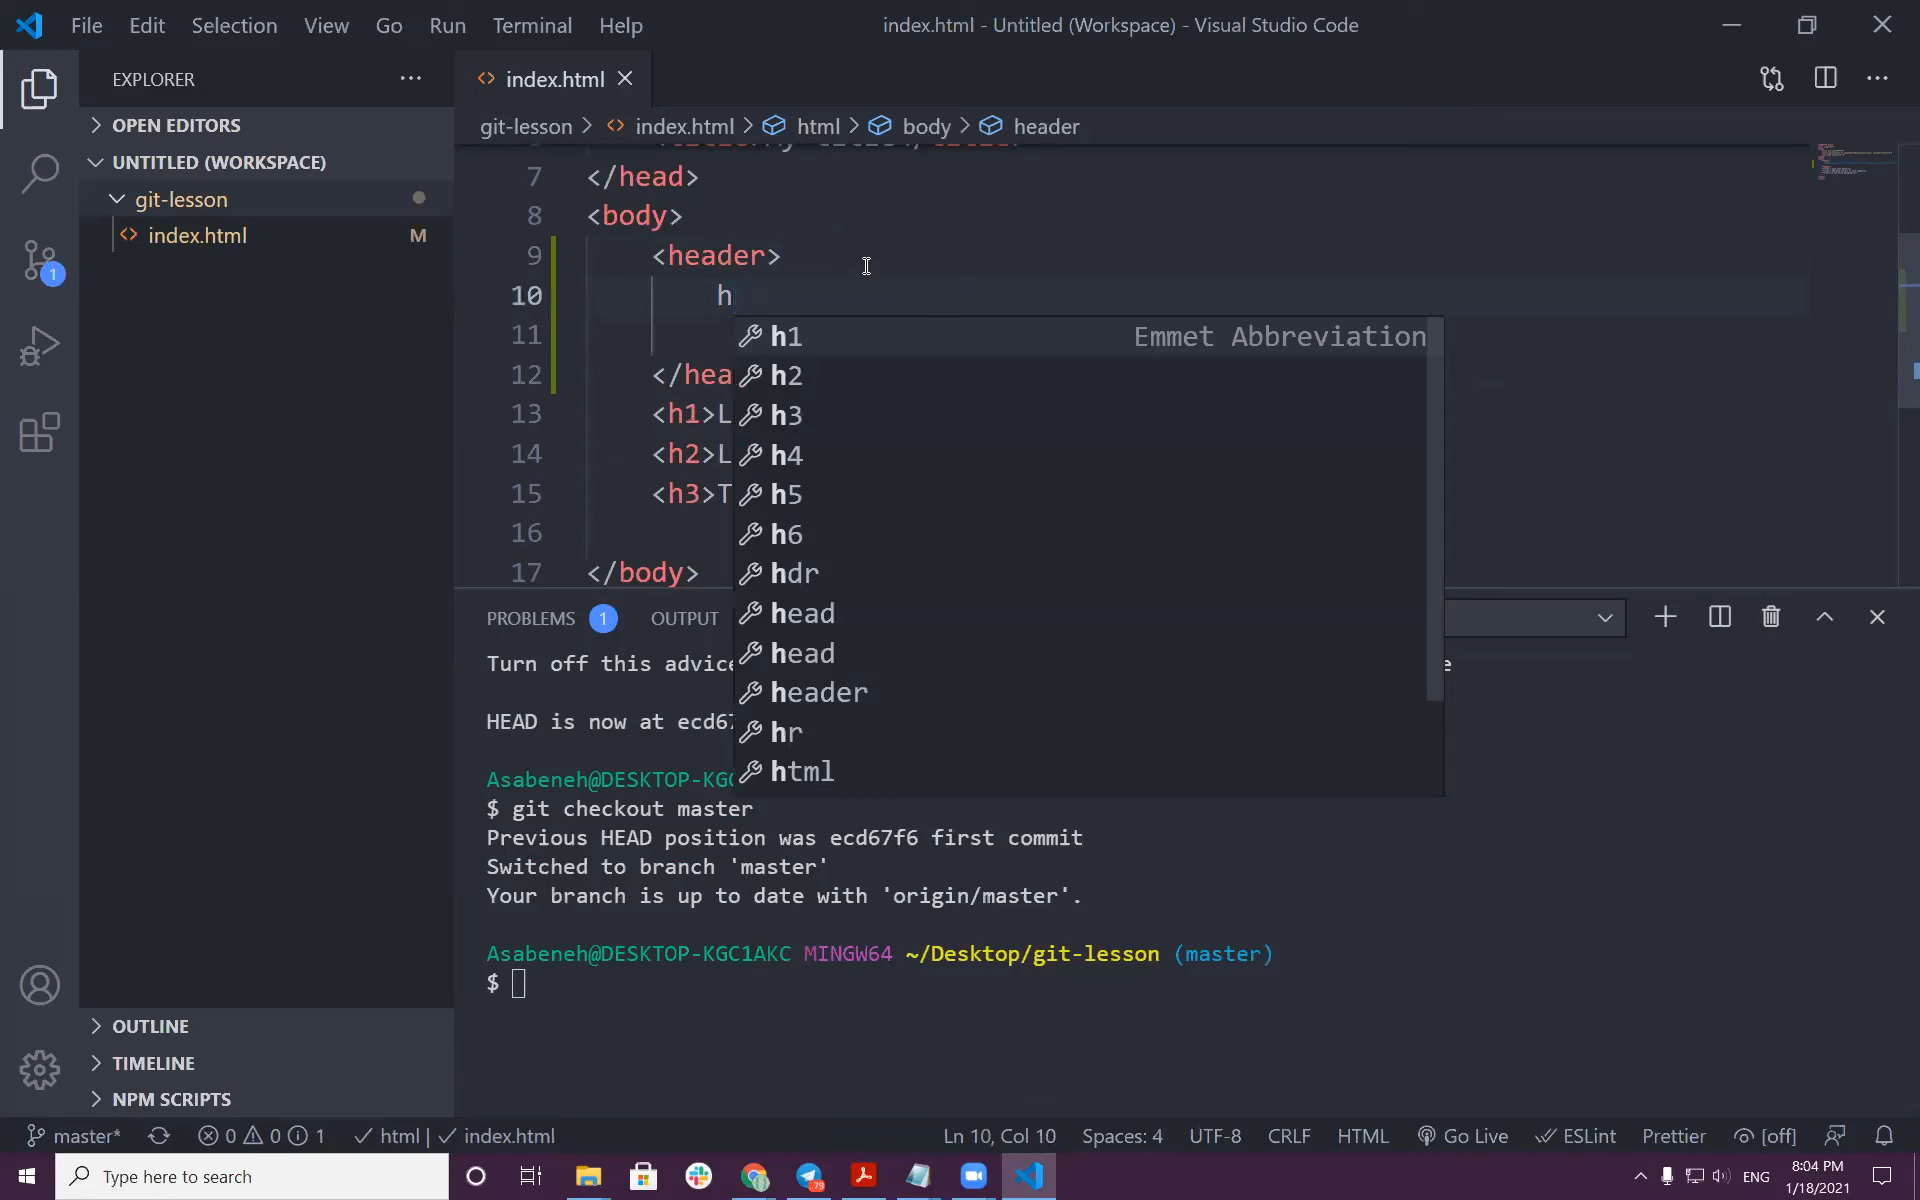 File Edit Selection View Go Run Terminal Help
index.html - Untitled (Workspace) - Visual Studio Code
EXPLORER
index.html
OPEN EDITORS
git-lesson > index.html > html > body > header
UNTITLED (WORKSPACE)
git-lesson
index.html M
7 </head>
8 <body>
9 <header>
10 h
11
12 </hea
13 <h1>L
14 <h2>L
15 <h3>T
16
17 </body>
h1 Emmet Abbreviation
h2
h3
h4
h5
h6
hdr
head
head
header
hr
html
1
PROBLEMS 1 OUTPUT
Turn off this advice e
HEAD is now at ecd67
Asabeneh@DESKTOP-KGC
$ git checkout master
Previous HEAD position was ecd67f6 first commit
Switched to branch 'master'
Your branch is up to date with 'origin/master'.
Asabeneh@DESKTOP-KGC1AKC MINGW64 ~/Desktop/git-lesson (master)
$
OUTLINE
TIMELINE
NPM SCRIPTS
master* 0 0 1 html | index.html
Ln 10, Col 10 Spaces: 4 UTF-8 CRLF HTML Go Live ESLint Prettier [off]
Type here to search
79
ENG
8:04 PM
1/18/2021